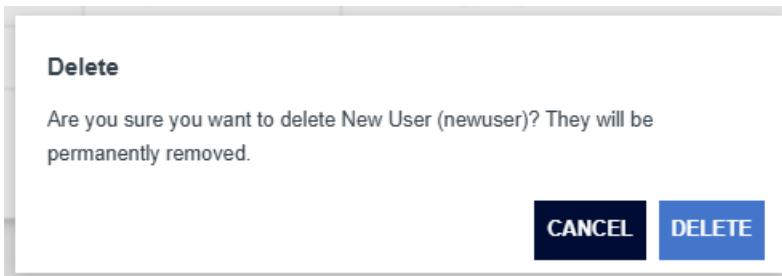 Delete
Are you sure you want to delete New User (newuser)? They will be
permanently removed.
CANCEL DELETE